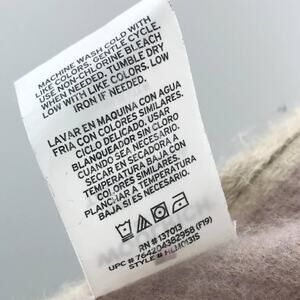 MACHINE WASH COLD WITH
LIKE COLORS, GENTLE CYCLE.
USE NON-CHLORINE BLEACH
WHEN NEEDED. TUMBLE DRY
LOW WITH LIKE COLORS, LOW
IRON IF NEEDED.
LAVAR EN MAQUINA CON AGUA
FRIA CON COLORES SIMILARES.
CICLO DELICADO. USAR
BLANQUEADOR SIN CLORO
CUANDO SEA NECESARIO.
SECAR EN SECADORA A
TEMPERATURA BAJA CON
COLORES SIMILARES.
PLANCHAR A TEMPERATURA
BAJA SI ES NECESARIO.
RN # 137013
UPC # 764204382958 (F19)
STYLE # HLM0131S